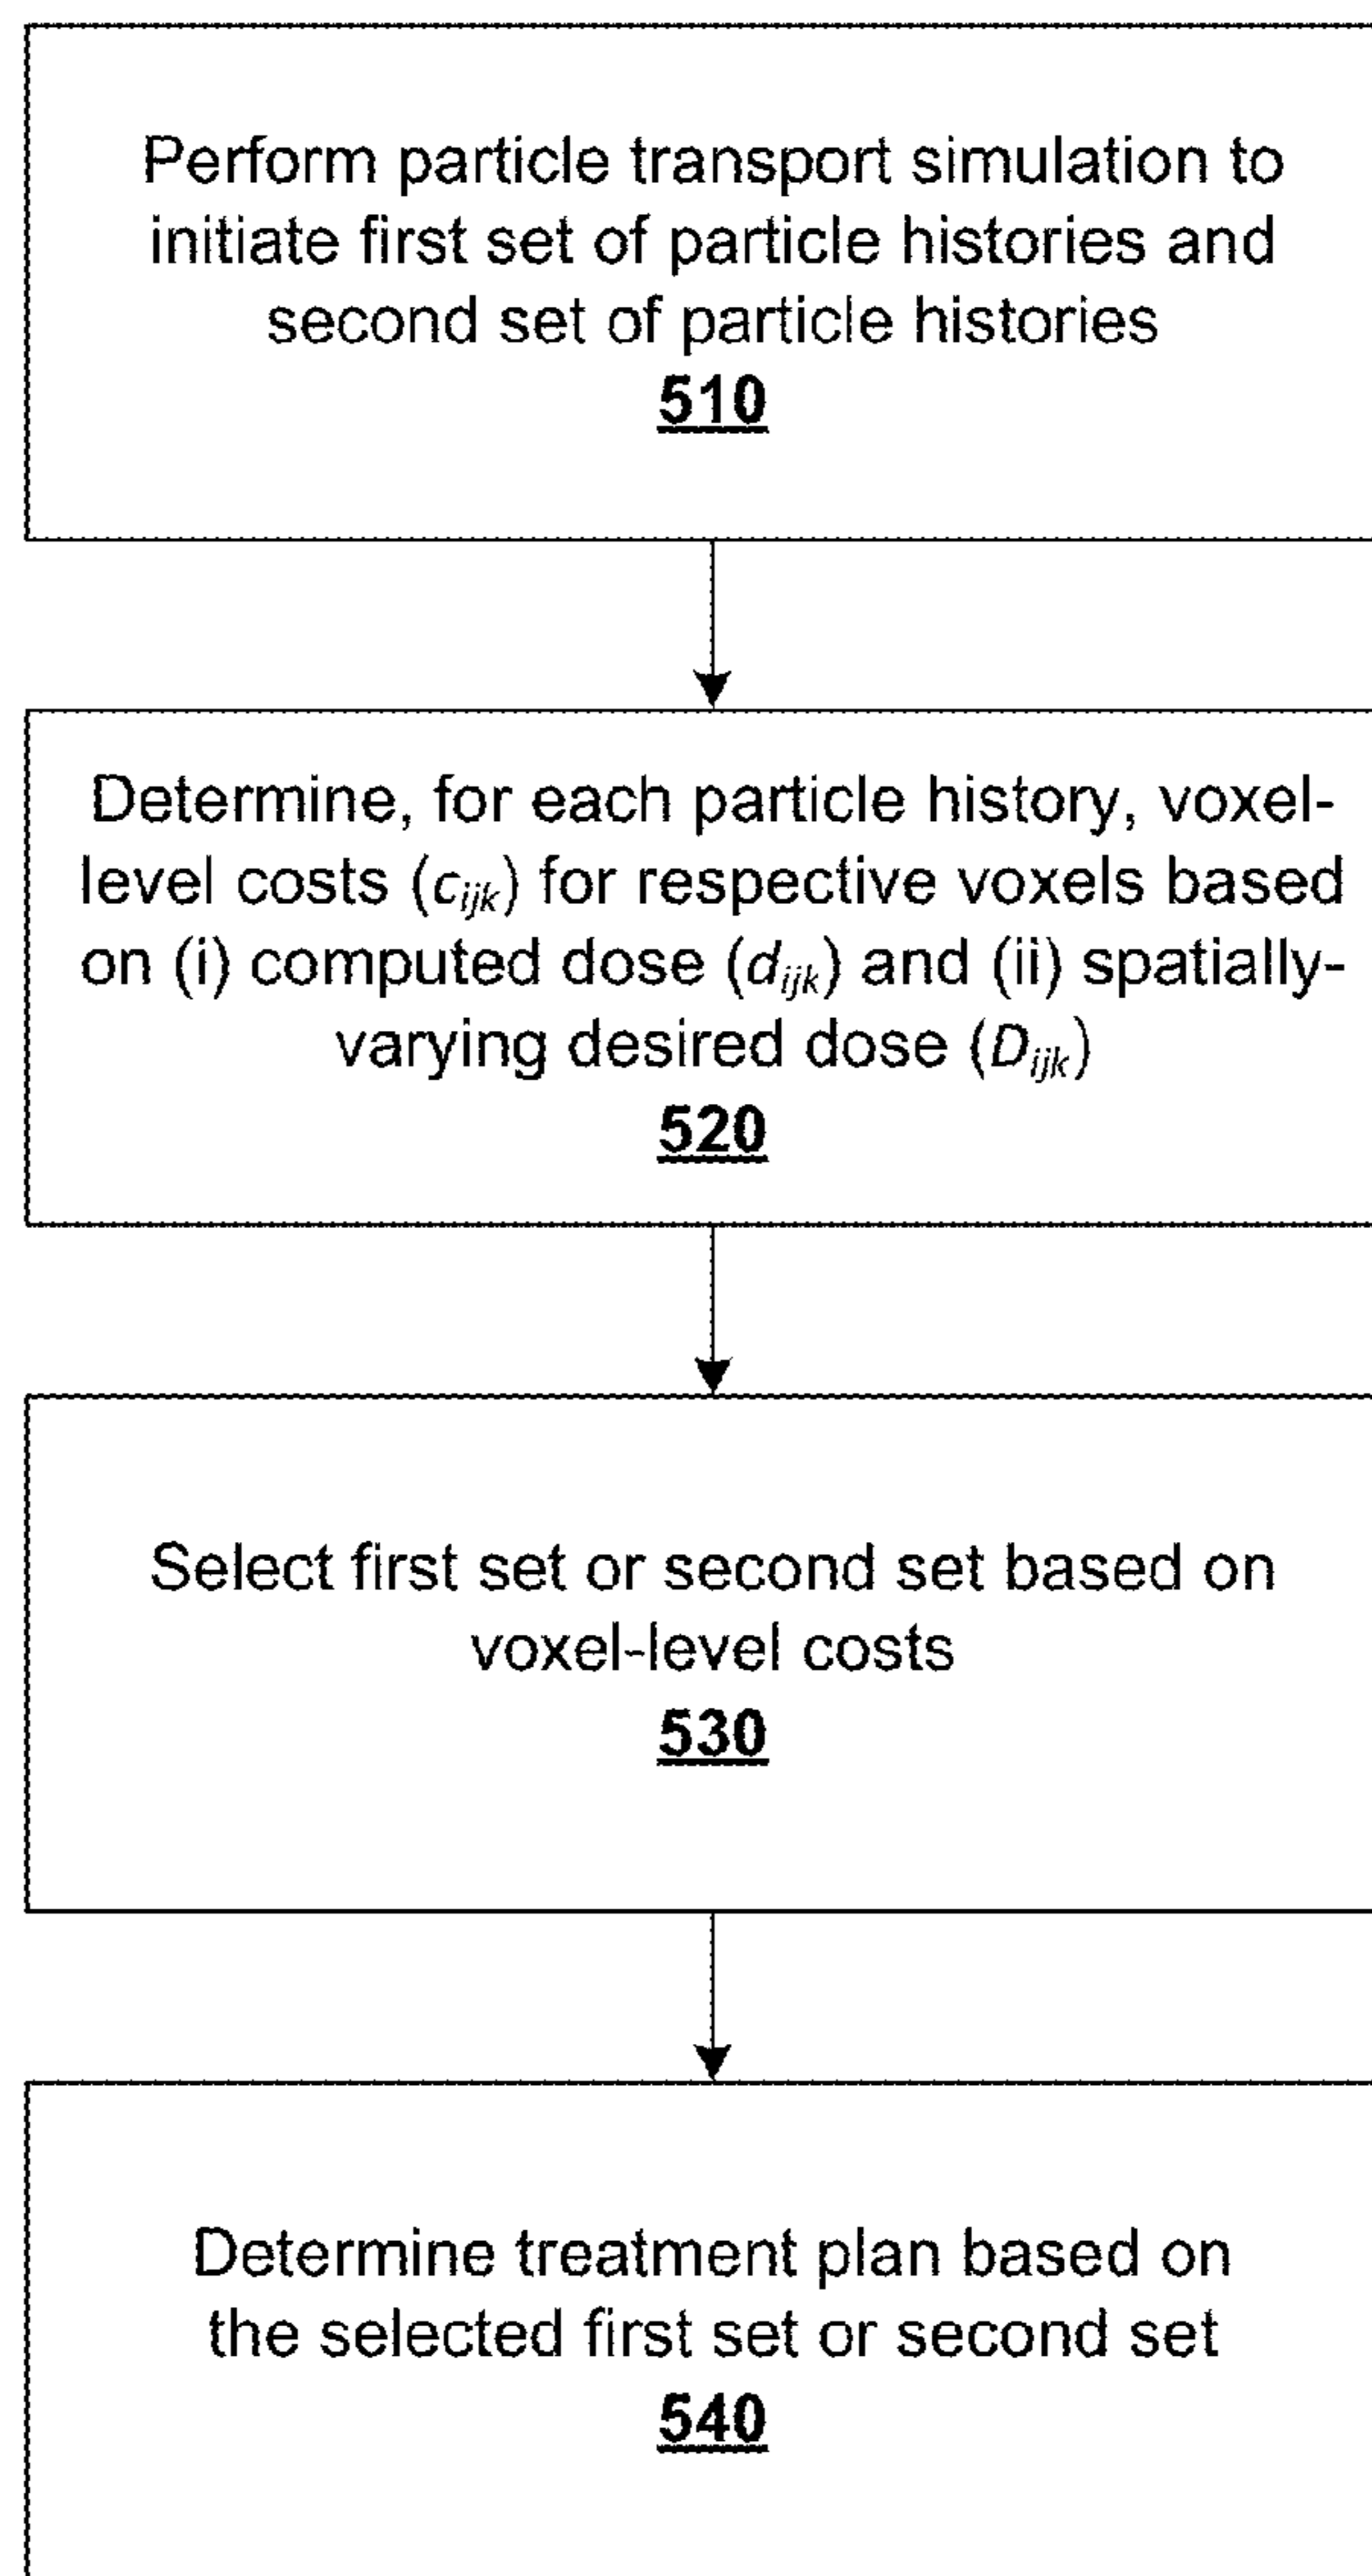 Perform particle transport simulation to
initiate first set of particle histories and
second set of particle histories
510
Determine, for each particle history, voxel-
level costs (cijk) for respective voxels based
on (i) computed dose (dijk) and (ii) spatially-
varying desired dose (Dijk)
520
Select first set or second set based on
voxel-level costs
530
Determine treatment plan based on
the selected first set or second set
540